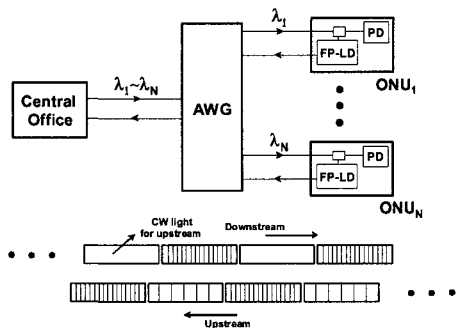 λ1
PD
FP-LD
ONU1
Central
Office
λ1~λN
AWG
λN
PD
FP-LD
ONUN
CW light
for upstream
Downstream
Upstream